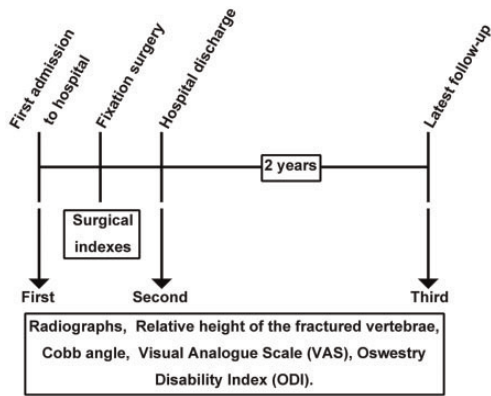 First admission
to hospital
Fixation surgery
Hospital discharge
Latest follow-up
2 years
Surgical
indexes
First
Second
Third
Radiographs, Relative height of the fractured vertebrae,
Cobb angle, Visual Analogue Scale (VAS), Oswestry
Disability Index (ODI).